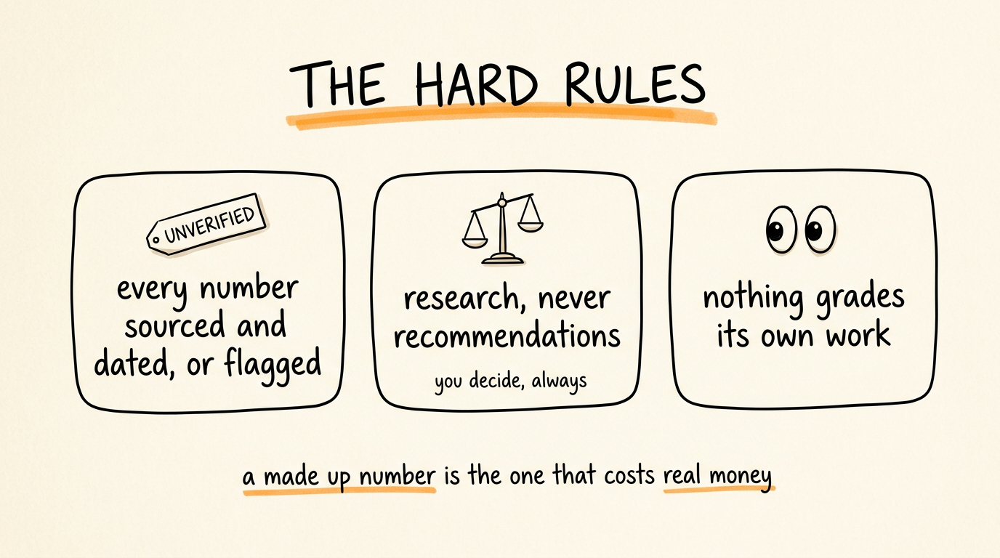 THE HARD RULES
UNVERIFIED
every number
sourced and
dated, or flagged
research, never
recommendations
you decide, always
nothing grades
its own work
a made up number is the one that costs real money